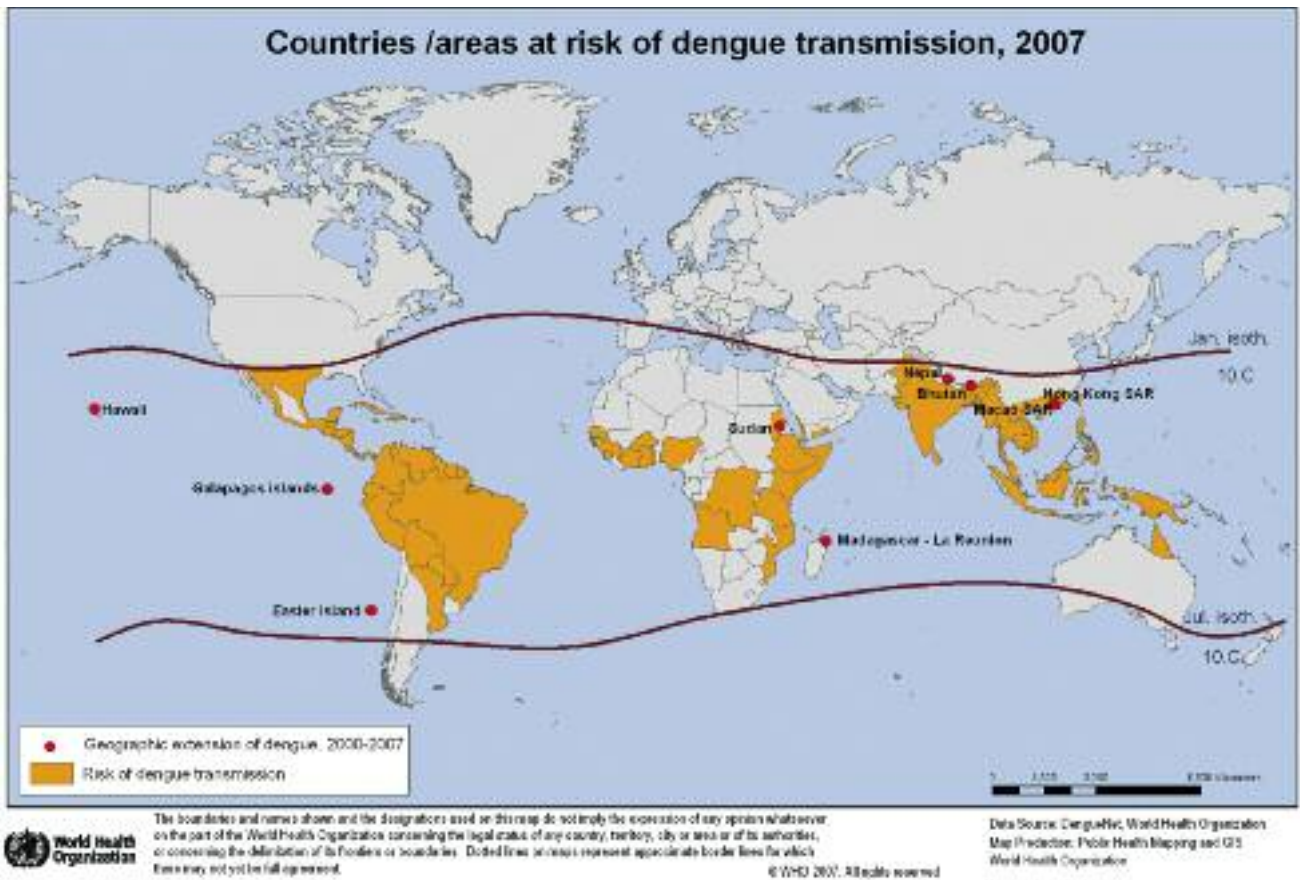 Countries /areas at risk of dengue transmission, 2007
Jan. isoth.
10.C
Nepal
Bhutan
Hong Kong SAR
Macao SAR
Hawaii
Sudan
Galapagos islands
Madagascar - La Reunion
Easter island
Jul. isoth.
10.C
Geographic extension of dengue, 2000-2007
Risk of dengue transmission
World Health
Organization
The boundaries and names shown and the designations used on this map do not imply the expression of any opinion whatsoever
on the part of the World Health Organization concerning the legal status of any country, territory, city or area or of its authorities,
or concerning the delimitation of its frontiers or boundaries. Dotted lines on maps represent approximate border lines for which
there may not yet be full agreement.
© WHO 2007. All rights reserved
Data Source: DengueNet, World Health Organization
Map Production: Public Health Mapping and GIS
World Health Organization